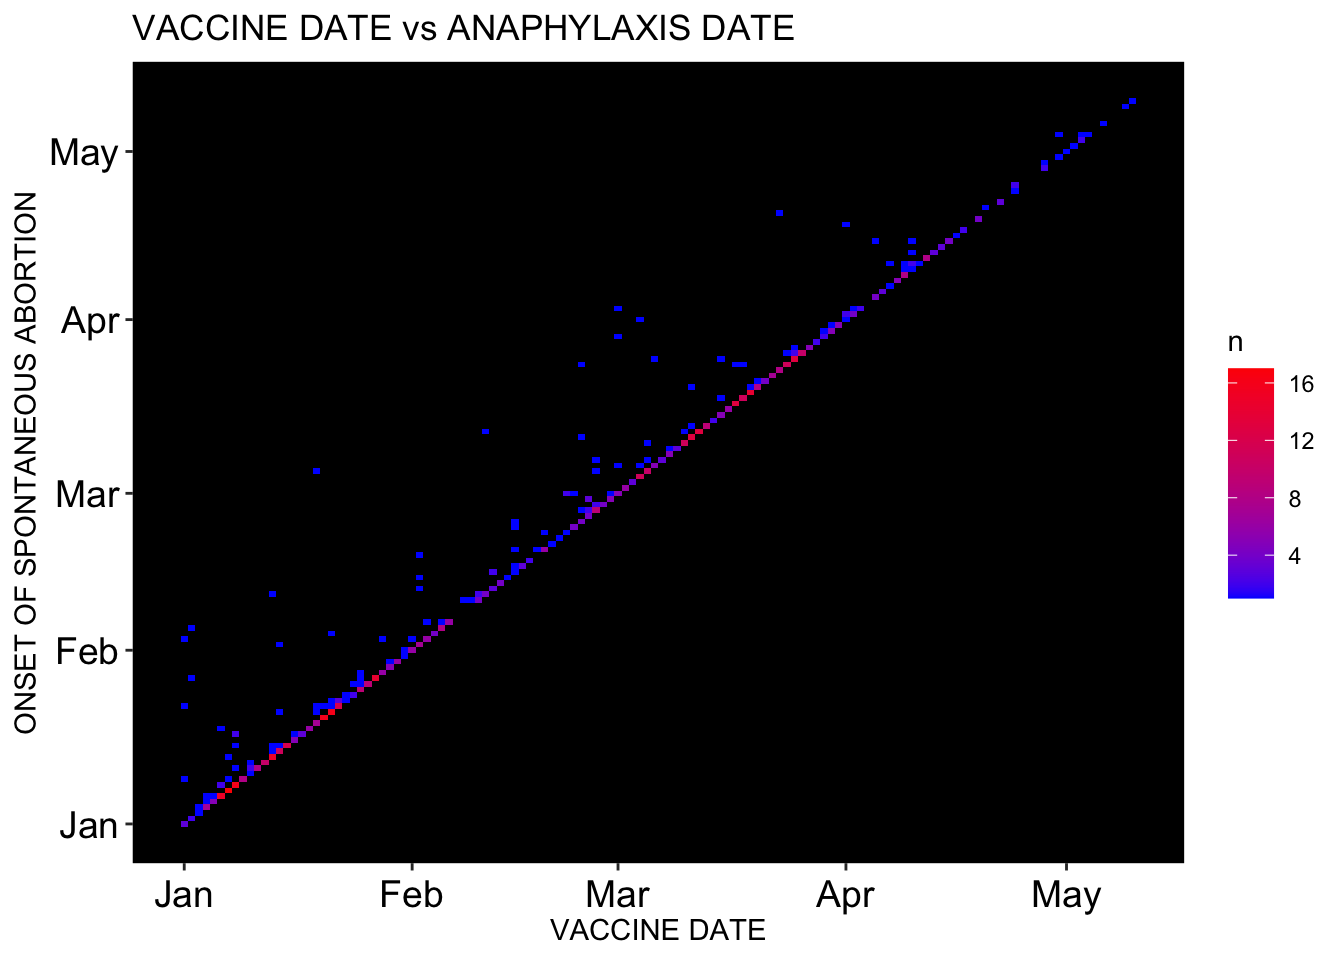 VACCINE DATE vs ANAPHYLAXIS DATE
ONSET OF SPONTANEOUS ABORTION
May
Apr
Mar
Feb
Jan
Jan Feb Mar Apr May
VACCINE DATE
n
16
12
8
4